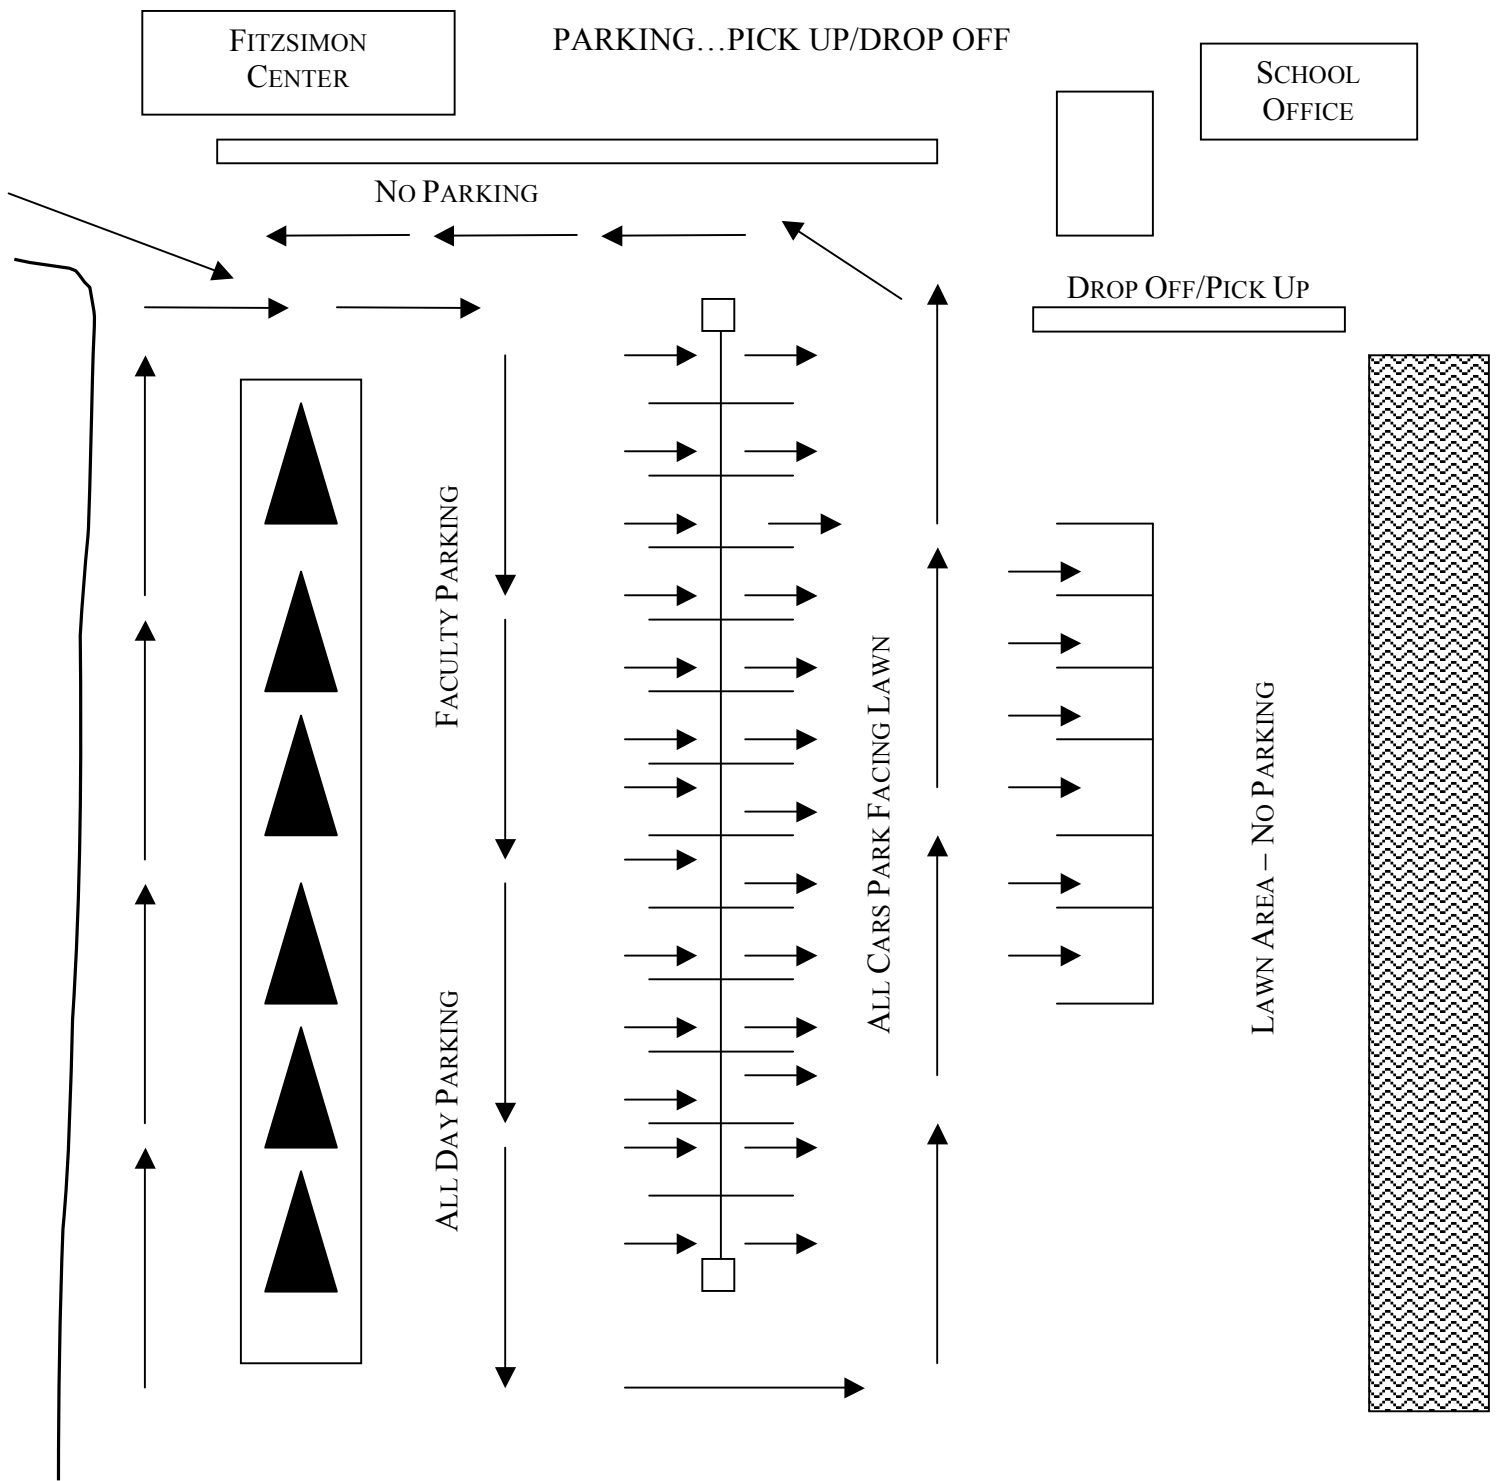 FITZSIMON
CENTER
PARKING…PICK UP/DROP OFF
SCHOOL
OFFICE
NO PARKING
DROP OFF/PICK UP
FACULTY PARKING
ALL DAY PARKING
ALL CARS PARK FACING LAWN
LAWN AREA – NO PARKING